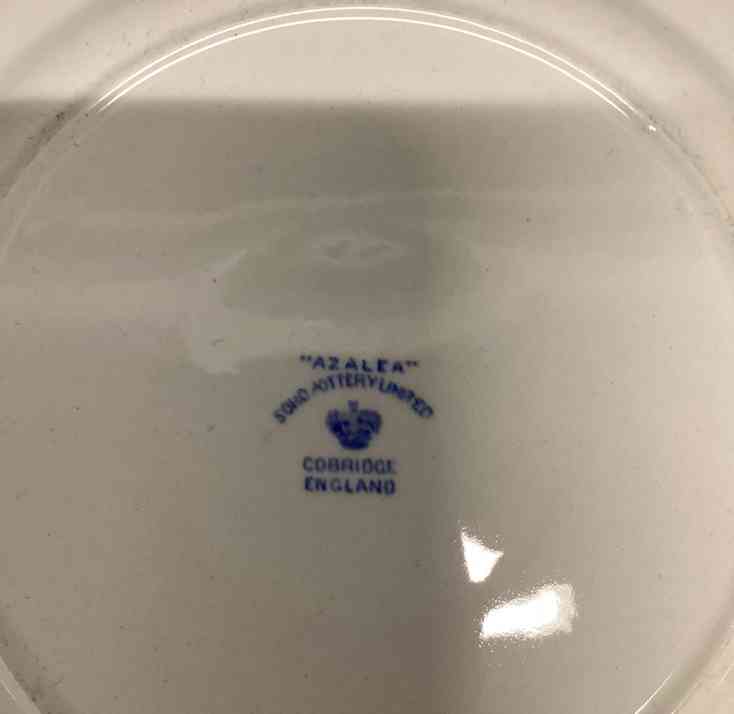 "AZALEA"
SOHO POTTERY LIMITED
COBRIDGE
ENGLAND